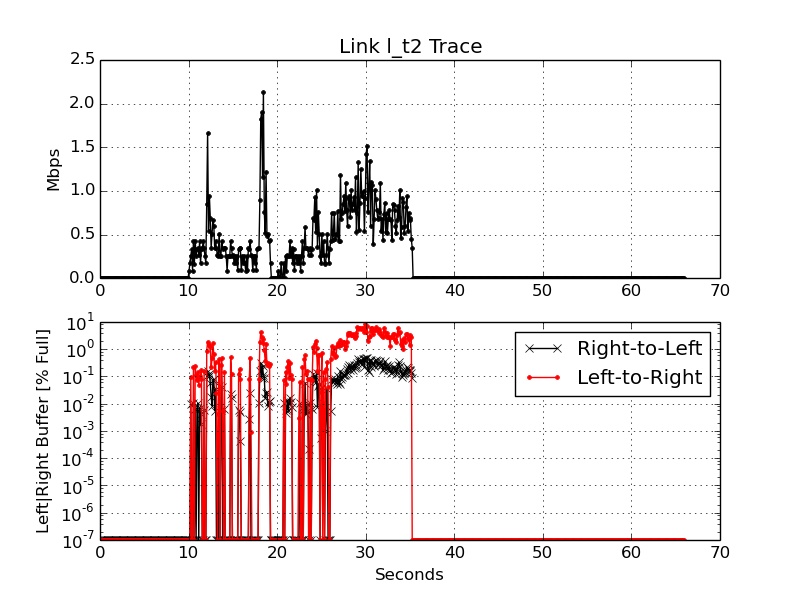 Link l_t2 Trace
2.5
2.0
1.5
1.0
0.5
0.0
Mbps
0 10 20 30 40 50 60 70
10^1
10^0
10^-1
10^-2
10^-3
10^-4
10^-5
10^-6
10^-7
Left|Right Buffer [% Full]
Right-to-Left
Left-to-Right
0 10 20 30 40 50 60 70
Seconds